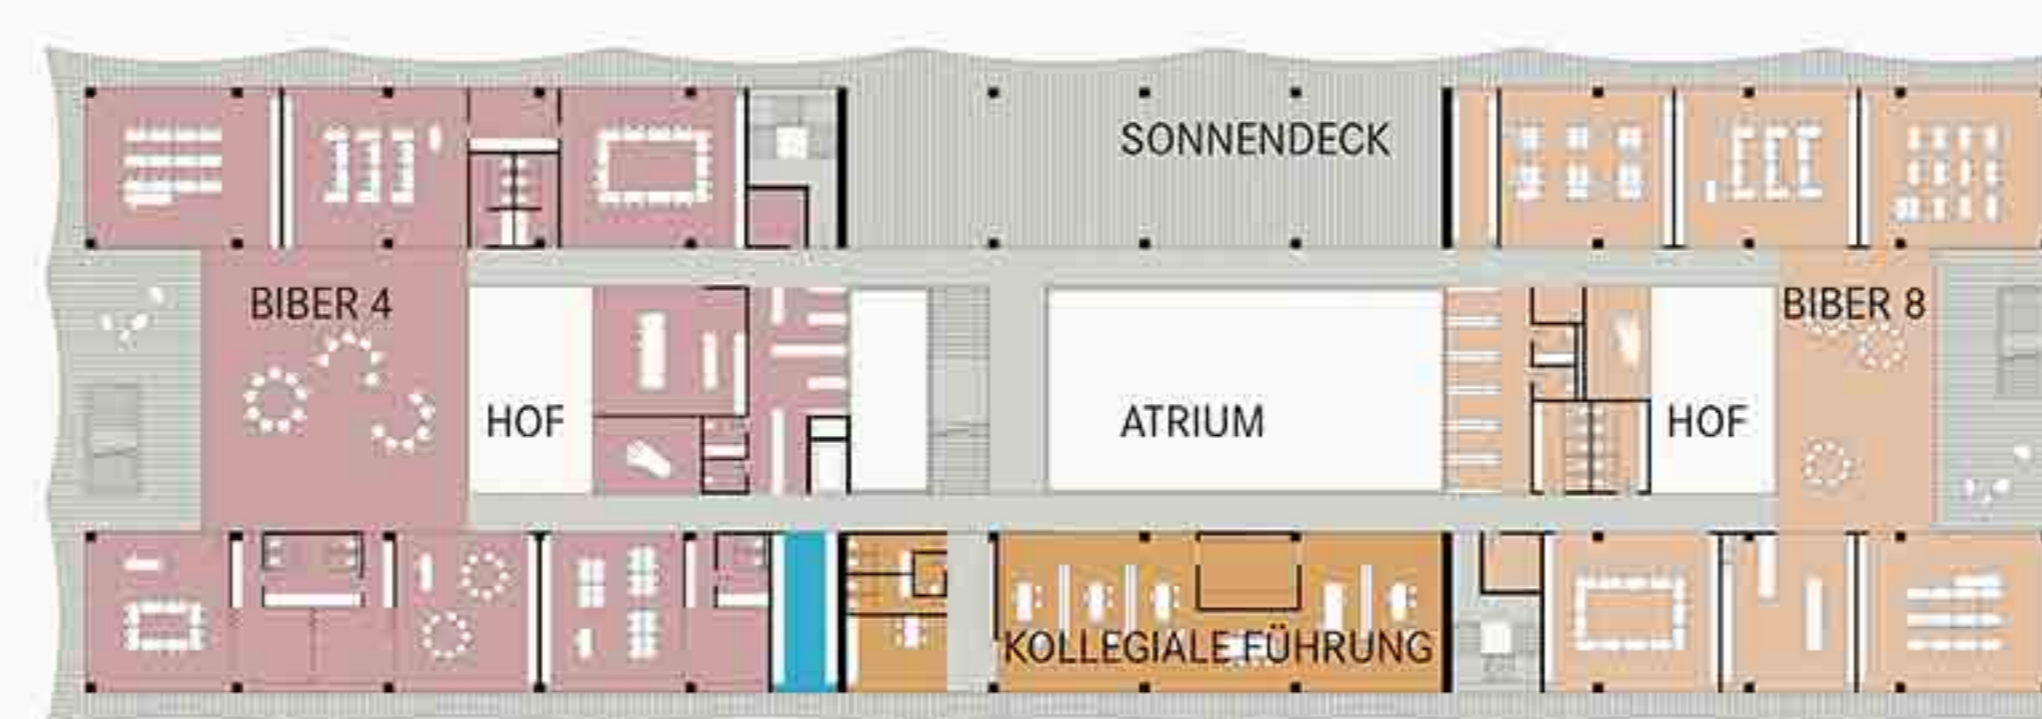 SONNENDECK
BIBER 4
BIBER 8
HOF
ATRIUM
HOF
KOLLEGIALE FÜHRUNG